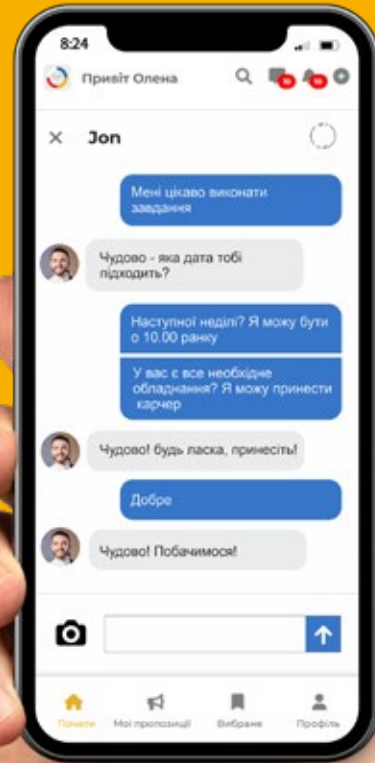 8:24
Привіт Олена
10
10
Jon
Мені цікаво виконати
завдання
Чудово - яка дата тобі
підходить?
Наступної неділі? Я можу бути
о 10.00 ранку
У вас є все необхідне
обладнання? Я можу принести
карчер
Чудово! будь ласка, принесіть!
Добре
Чудово! Побачимося!
Почати
Мої пропозиції
Вибране
Профіль